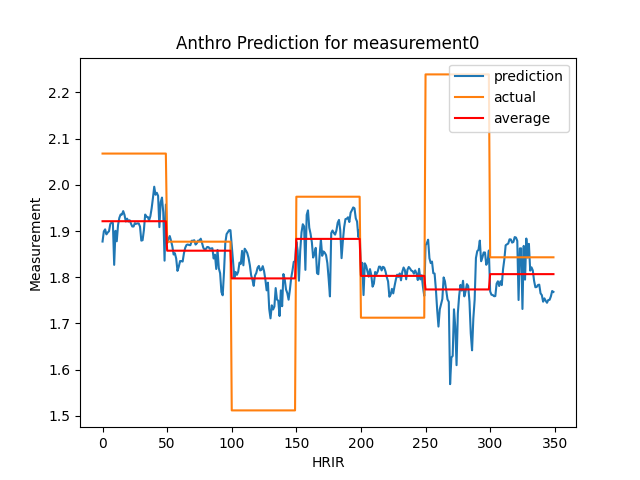 Anthro Prediction for measurement0
prediction
actual
average
Measurement
2.2
2.1
2.0
1.9
1.8
1.7
1.6
1.5
0 50 100 150 200 250 300 350
HRIR